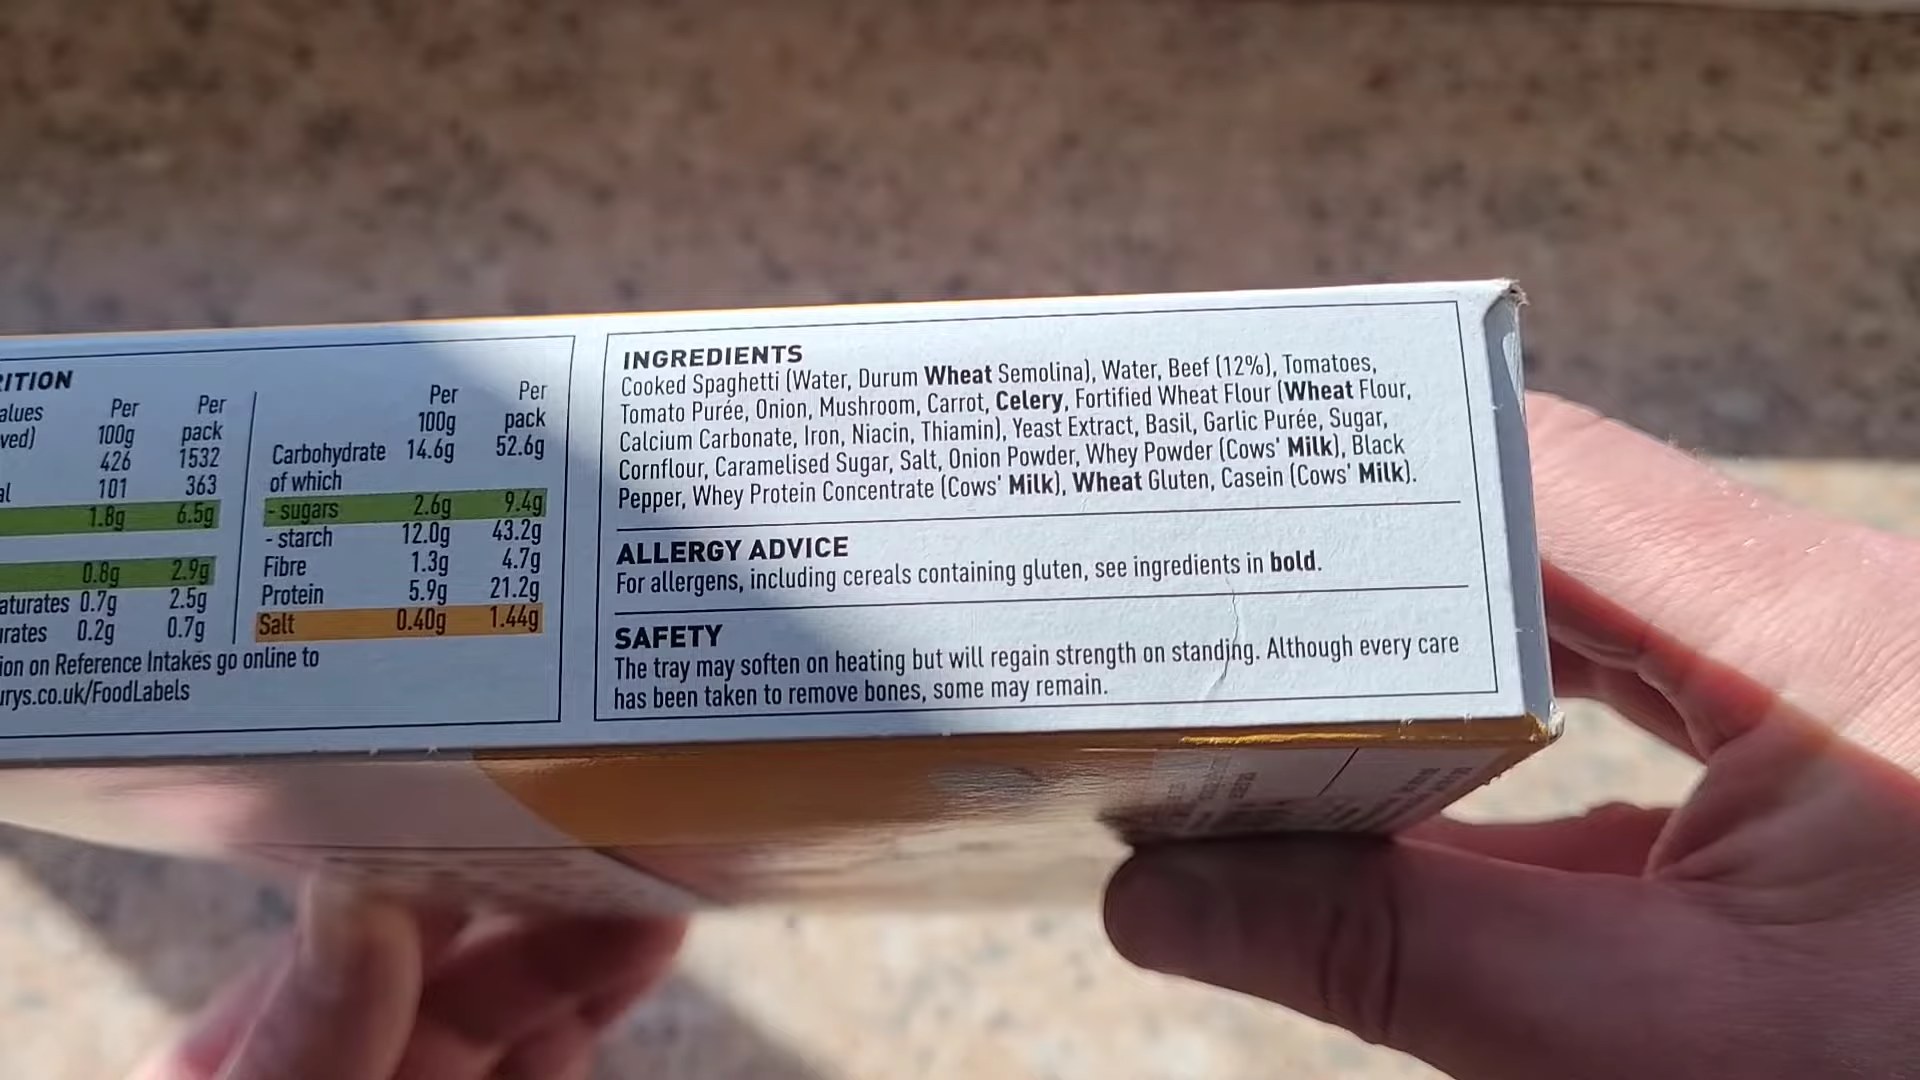 RITION
alues Per Per
ved) 100g pack
426 1532
al 101 363
1.8g 6.5g
0.8g 2.9g
aturates 0.7g 2.5g
urates 0.2g 0.7g
ion on Reference Intakes go online to
urys.co.uk/FoodLabels
Per Per
100g pack
Carbohydrate 14.6g 52.6g
of which
- sugars 2.6g 9.4g
- starch 12.0g 43.2g
Fibre 1.3g 4.7g
Protein 5.9g 21.2g
Salt 0.40g 1.44g
INGREDIENTS
Cooked Spaghetti (Water, Durum Wheat Semolina), Water, Beef (12%), Tomatoes,
Tomato Purée, Onion, Mushroom, Carrot, Celery, Fortified Wheat Flour (Wheat Flour,
Calcium Carbonate, Iron, Niacin, Thiamin), Yeast Extract, Basil, Garlic Purée, Sugar,
Cornflour, Caramelised Sugar, Salt, Onion Powder, Whey Powder (Cows' Milk), Black
Pepper, Whey Protein Concentrate (Cows' Milk), Wheat Gluten, Casein (Cows' Milk).
ALLERGY ADVICE
For allergens, including cereals containing gluten, see ingredients in bold.
SAFETY
The tray may soften on heating but will regain strength on standing. Although every care
has been taken to remove bones, some may remain.